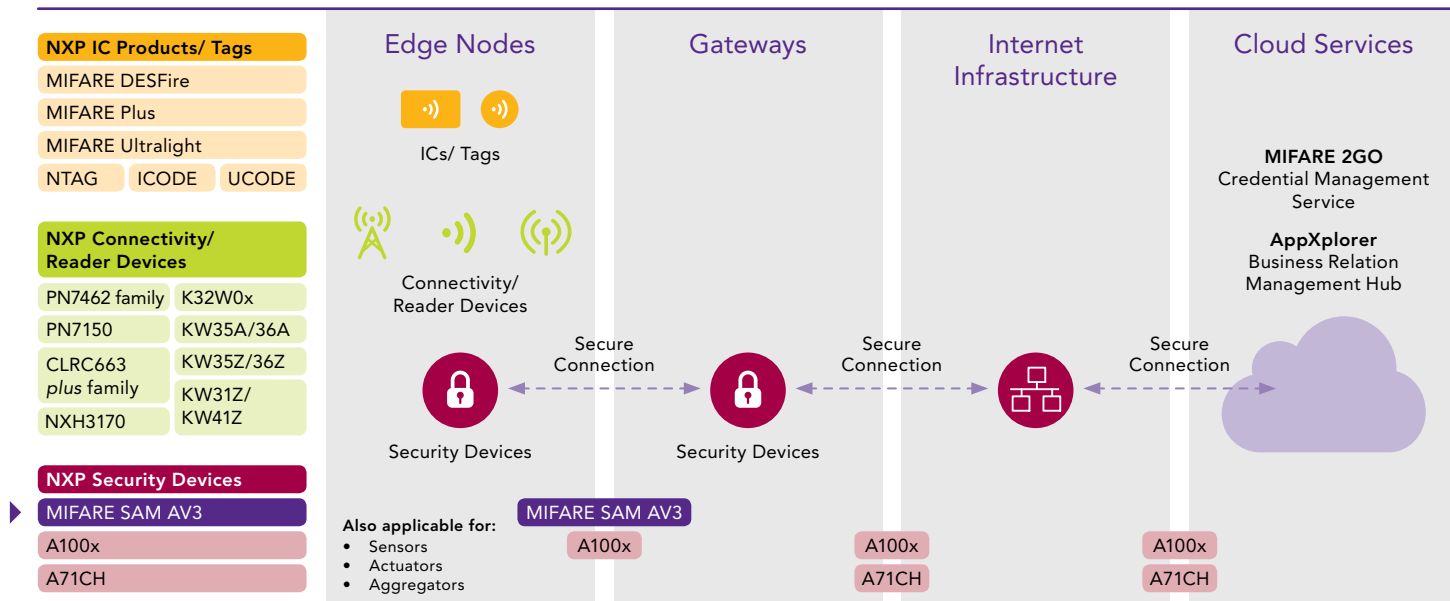 NXP IC Products/ Tags
MIFARE DESFire
MIFARE Plus
MIFARE Ultralight
NTAG
ICODE
UCODE
NXP Connectivity/
Reader Devices
PN7462 family
K32W0x
PN7150
KW35A/36A
CLRC663
plus family
KW35Z/36Z
KW31Z/
KW41Z
NXH3170
NXP Security Devices
MIFARE SAM AV3
A100x
A71CH
Edge Nodes
ICs/ Tags
Connectivity/
Reader Devices
Security Devices
Also applicable for:
• Sensors
• Actuators
• Aggregators
Secure
Connection
MIFARE SAM AV3
A100x
Gateways
Security Devices
Secure
Connection
A100x
A71CH
Internet
Infrastructure
Secure
Connection
A100x
A71CH
Cloud Services
MIFARE 2GO
Credential Management
Service
AppXplorer
Business Relation
Management Hub